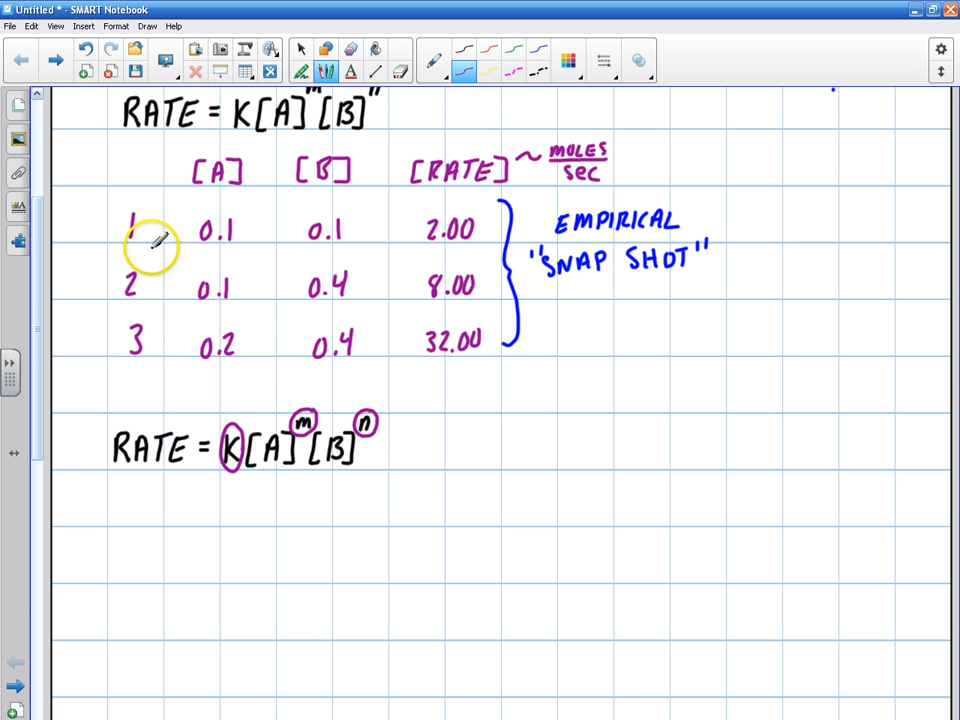 Untitled * - SMART Notebook
File Edit View Insert Format Draw Help
RATE = K[A]^m[B]^n
[A] [B] [RATE] ~ MOLES
SEC
1 0.1 0.1 2.00
2 0.1 0.4 8.00
3 0.2 0.4 32.00
EMPIRICAL
"SNAP SHOT"
RATE = K[A]^m[B]^n